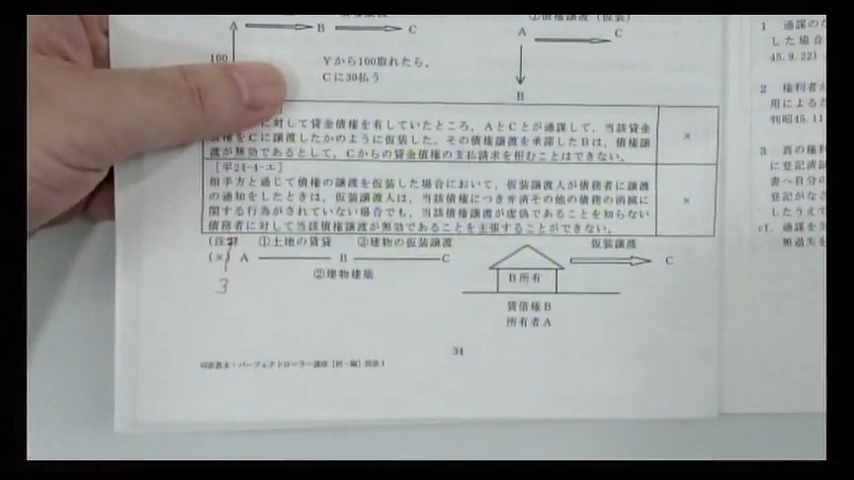 A B C
100
Yから100取れたら、
Cに30払う
①債権譲渡(仮装)
A C
B
に対して貸金債権を有していたところ、AとCとが通謀して、当該貸金
債権をCに譲渡したかのように仮装した。その債権譲渡を承諾したBは、債権譲
渡が無効であるとして、Cからの貸金債権の支払請求を拒むことはできない。
×
[平24-4-エ]
相手方と通じて債権の譲渡を仮装した場合において、仮装譲渡人が債務者に譲渡
の通知をしたときは、仮装譲渡人は、当該債権につき弁済その他の債務の消滅に
関する行為がされていない場合でも、当該債権譲渡が虚偽であることを知らない
債務者に対して当該債権譲渡が無効であることを主張することができない。
×
(注
①土地の賃貸 ③建物の仮装譲渡
(×) A B C
②建物建築
3
仮装譲渡
B所有 C
賃借権B
所有者A
31
1 通謀の
した場合
45.9.22)
2 権利者が
用による
判昭45.11
3 真の権利
に登記済
書へ自分の
登記がな
したうえ
cf. 通謀を
無過失を